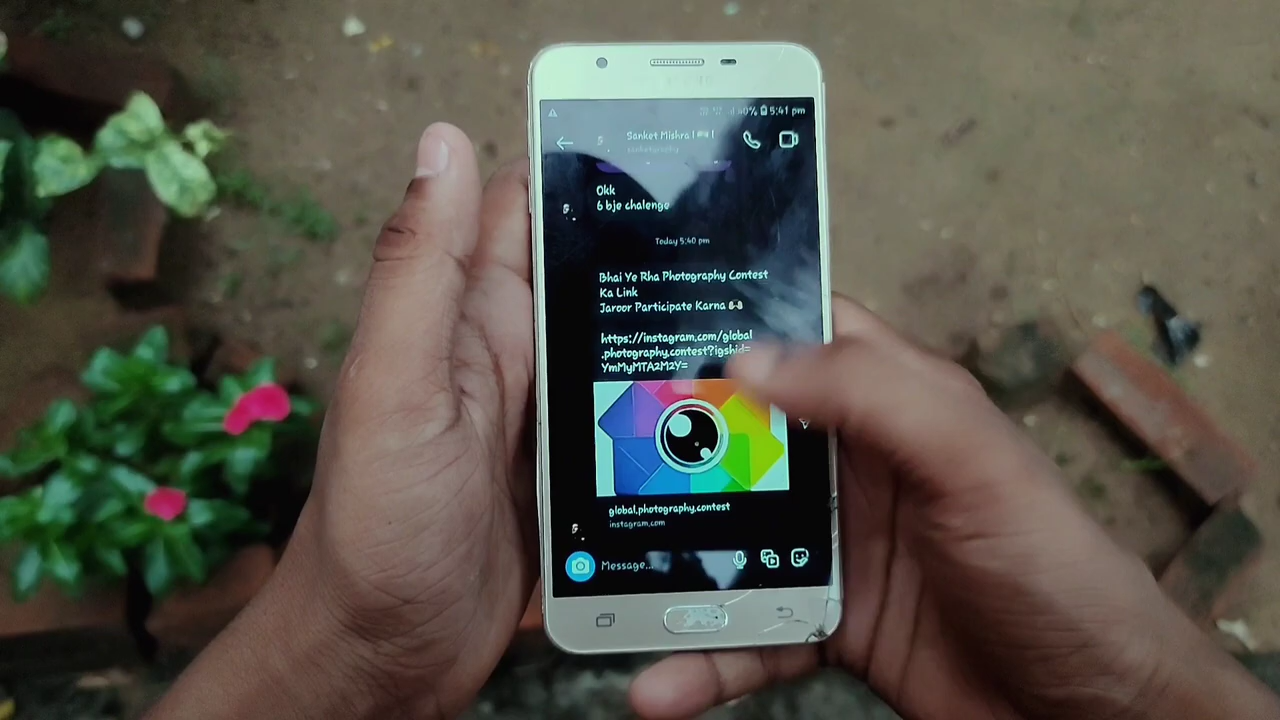 40% 5:41 pm
Sanket Mishra
Okk
6 bje chalenge
Today 5:40 pm
Bhai Ye Rha Photography Contest
Ka Link
Jaroor Participate Karna
https://instagram.com/global
.photography.contest?igshid=
YmMyMTA2M2Y=
global.photography.contest
instagram.com
Message...